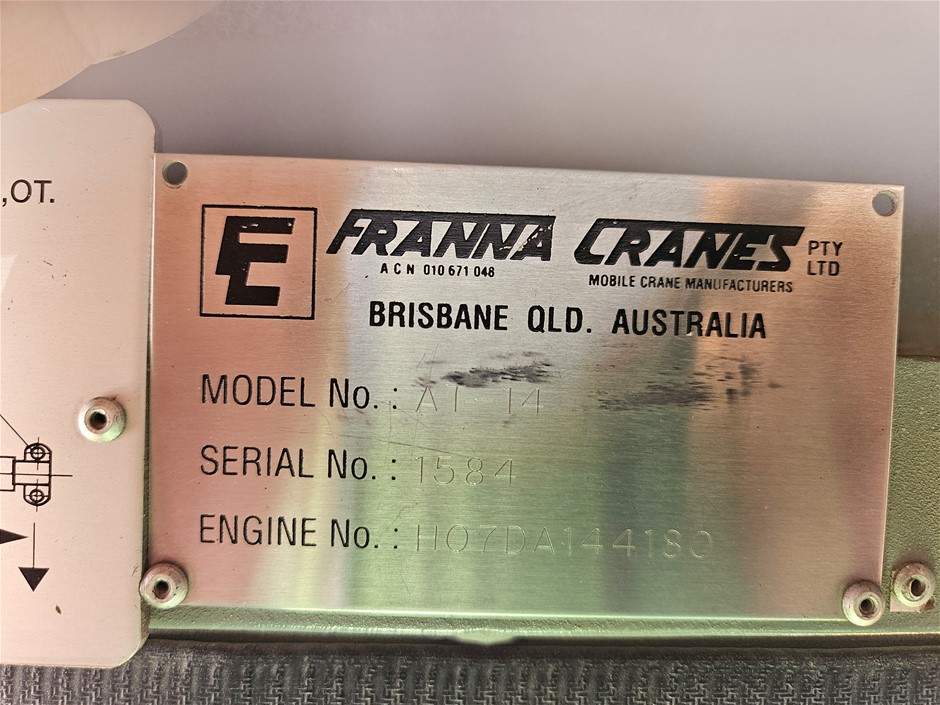 ,OT.
FRANNA CRANES PTY LTD
A C N 010 671 048
MOBILE CRANE MANUFACTURERS
BRISBANE QLD. AUSTRALIA
MODEL No. : AT 14
SERIAL No. : 1584
ENGINE No. : HO7DA144180